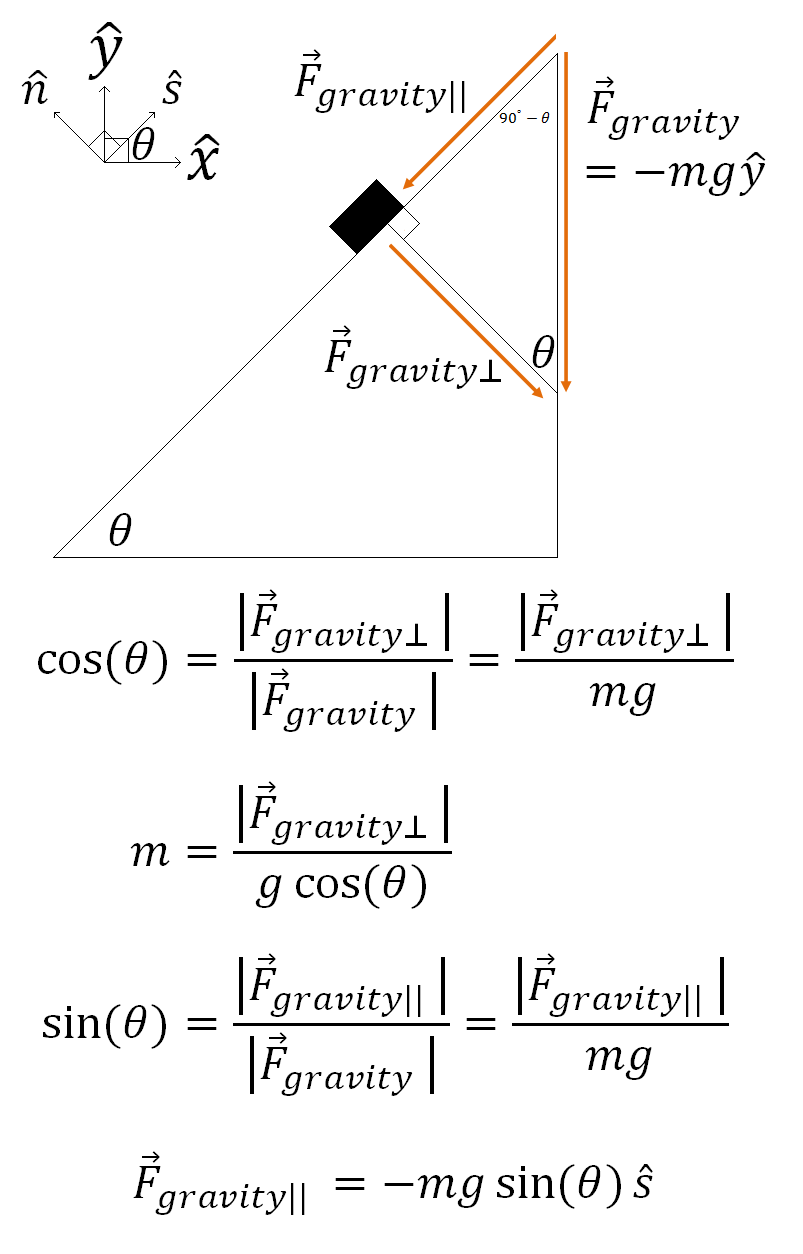 ŷ
n̂ ŝ
θ
x̂
F⃗gravity||
90° − θ
F⃗gravity
= −mgŷ
F⃗gravity⊥
θ
θ
cos(θ) = |F⃗gravity⊥| / |F⃗gravity| = |F⃗gravity⊥| / mg
m = |F⃗gravity⊥| / g cos(θ)
sin(θ) = |F⃗gravity||| / |F⃗gravity| = |F⃗gravity||| / mg
F⃗gravity|| = −mg sin(θ) ŝ